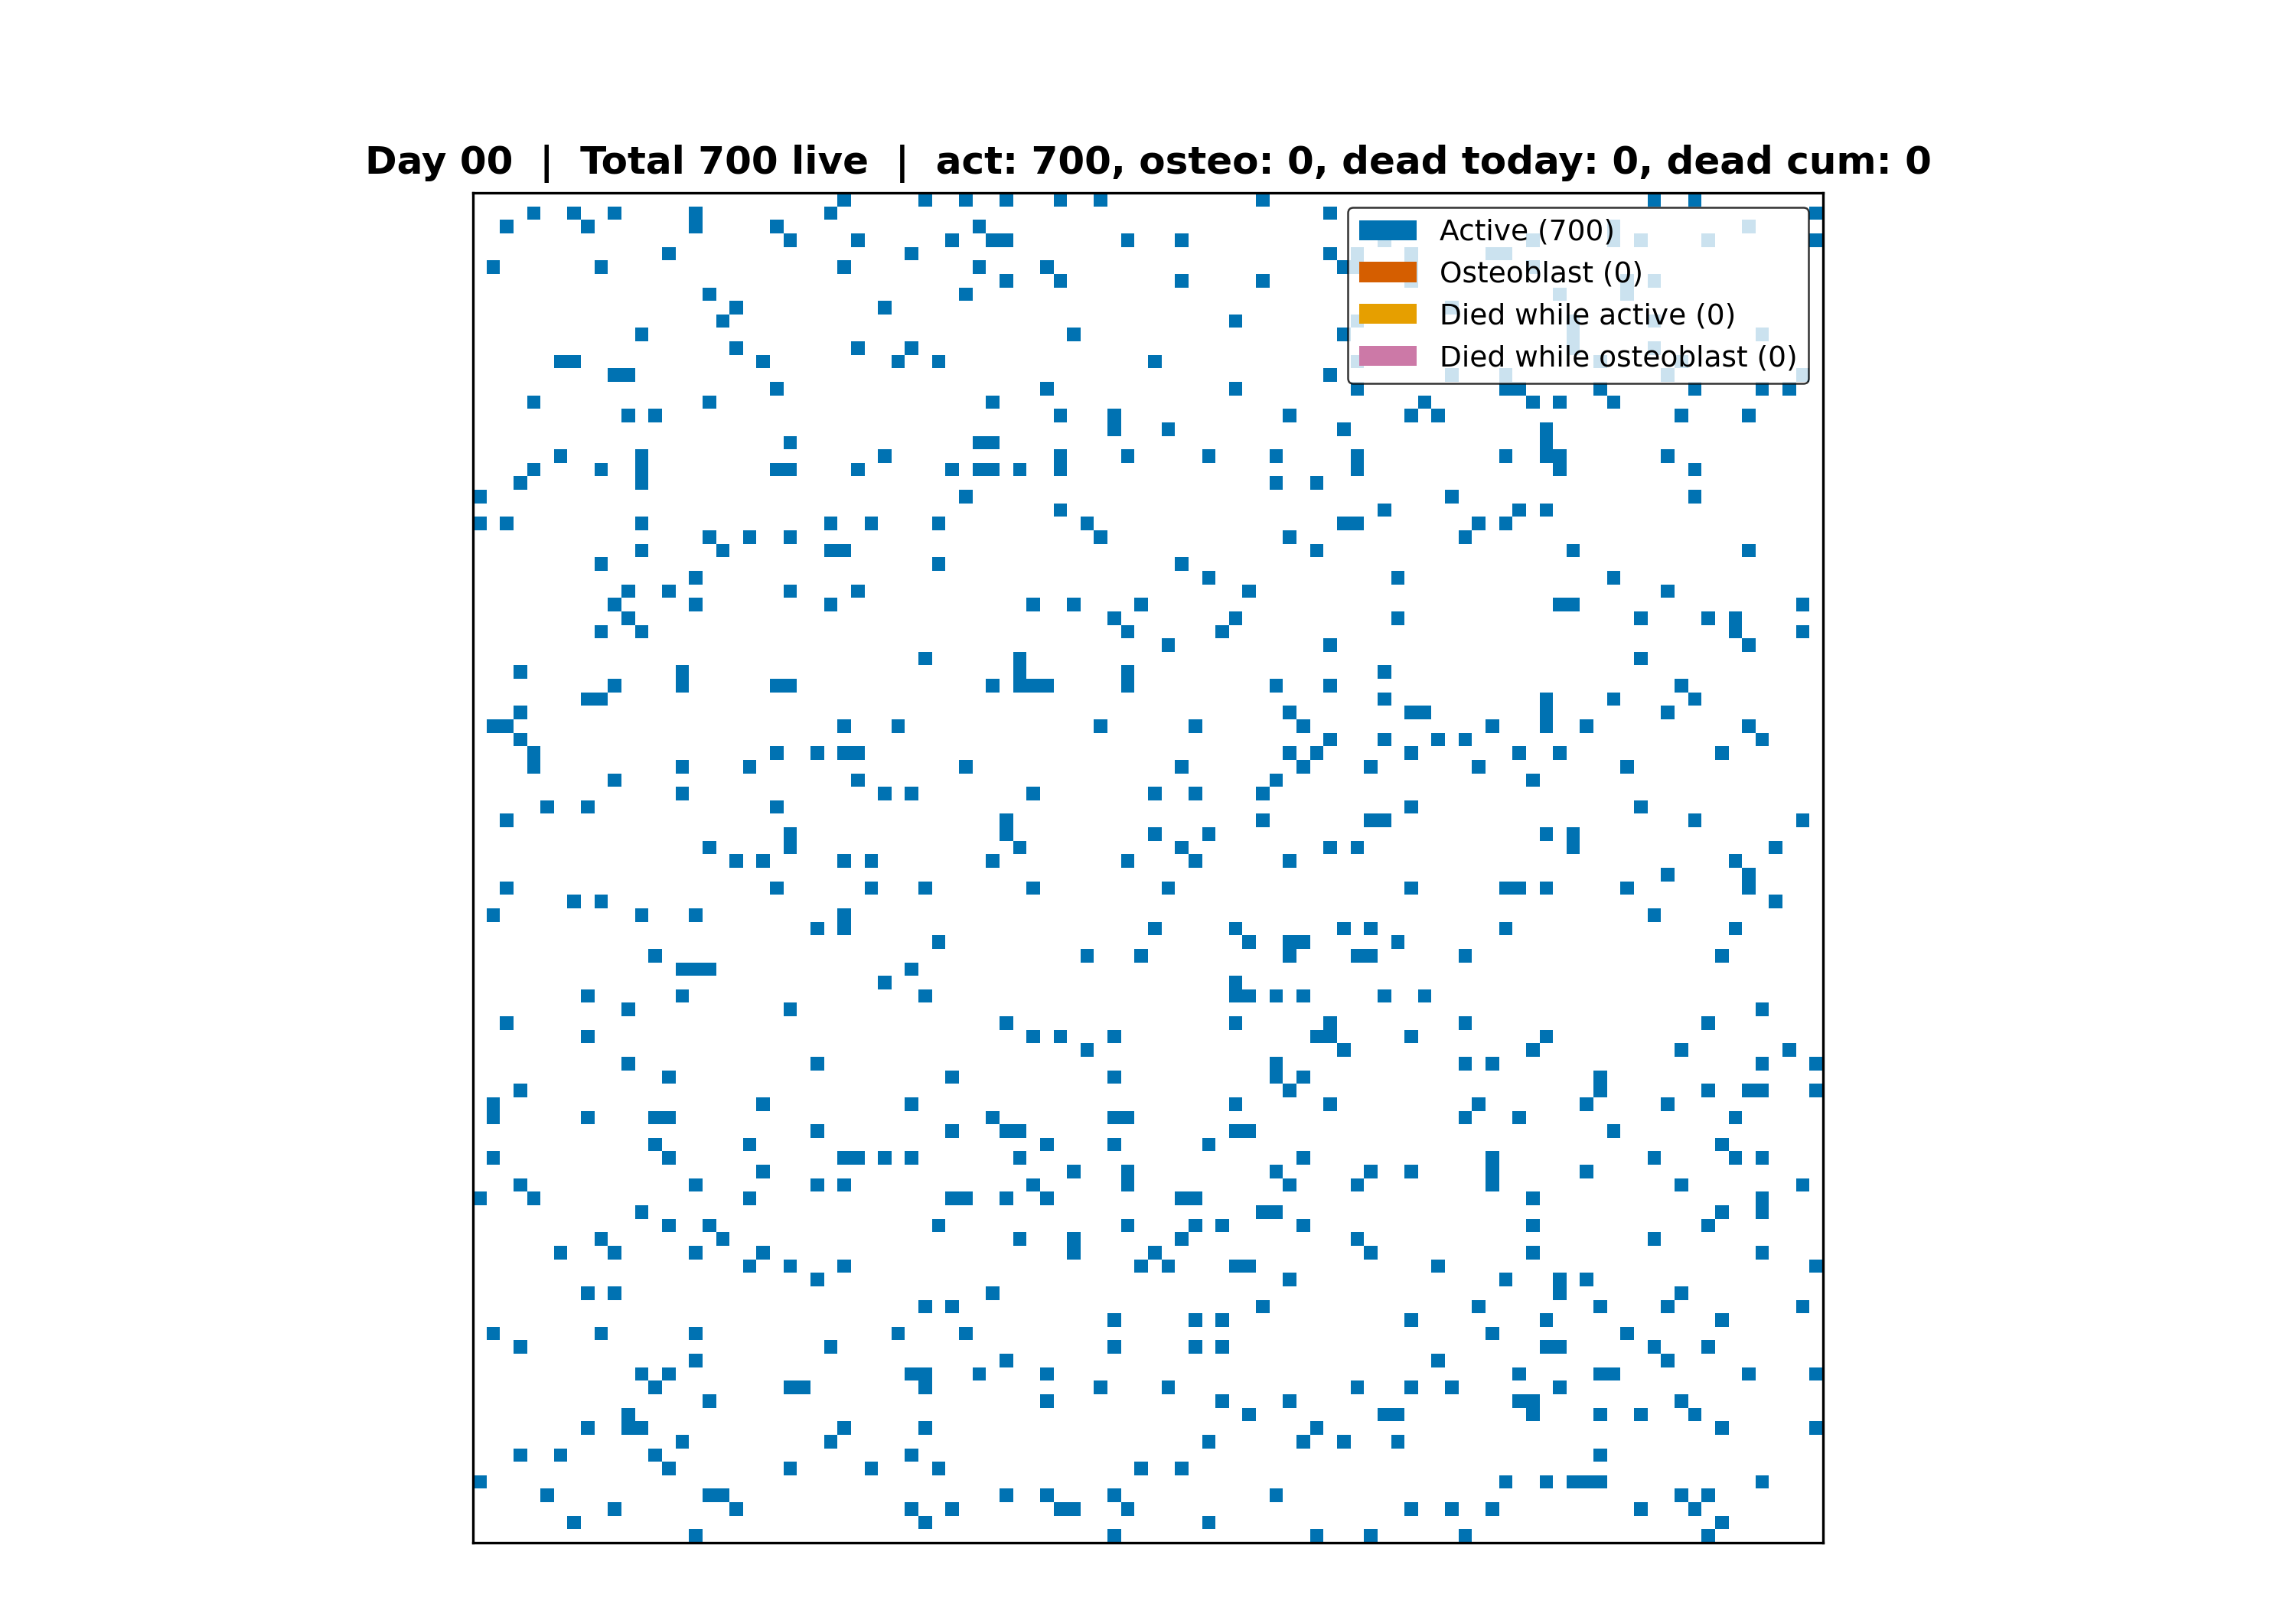 Day 00 | Total 700 live | act: 700, osteo: 0, dead today: 0, dead cum: 0
Active (700)
Osteoblast (0)
Died while active (0)
Died while osteoblast (0)